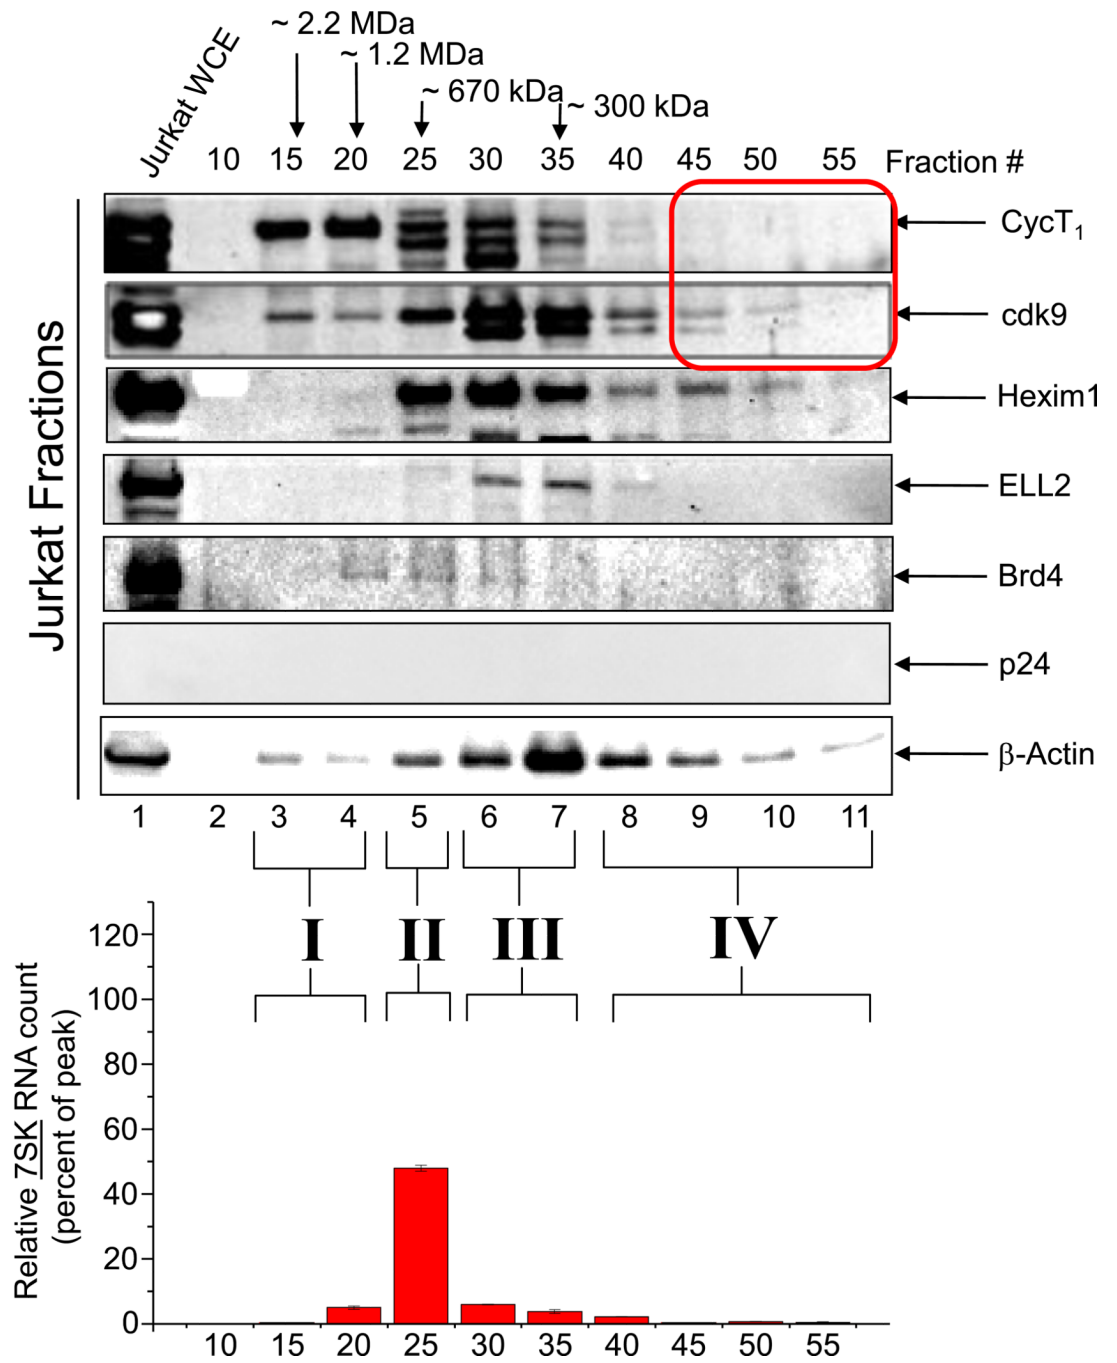 ~ 2.2 MDa
~ 1.2 MDa
~ 670 kDa
~ 300 kDa
Jurkat WCE
10 15 20 25 30 35 40 45 50 55 Fraction #
CycT1
cdk9
Hexim1
ELL2
Brd4
p24
β-Actin
Jurkat Fractions
1 2 3 4 5 6 7 8 9 10 11
I II III IV
Relative 7SK RNA count
(percent of peak)
120
100
80
60
40
20
0
10 15 20 25 30 35 40 45 50 55